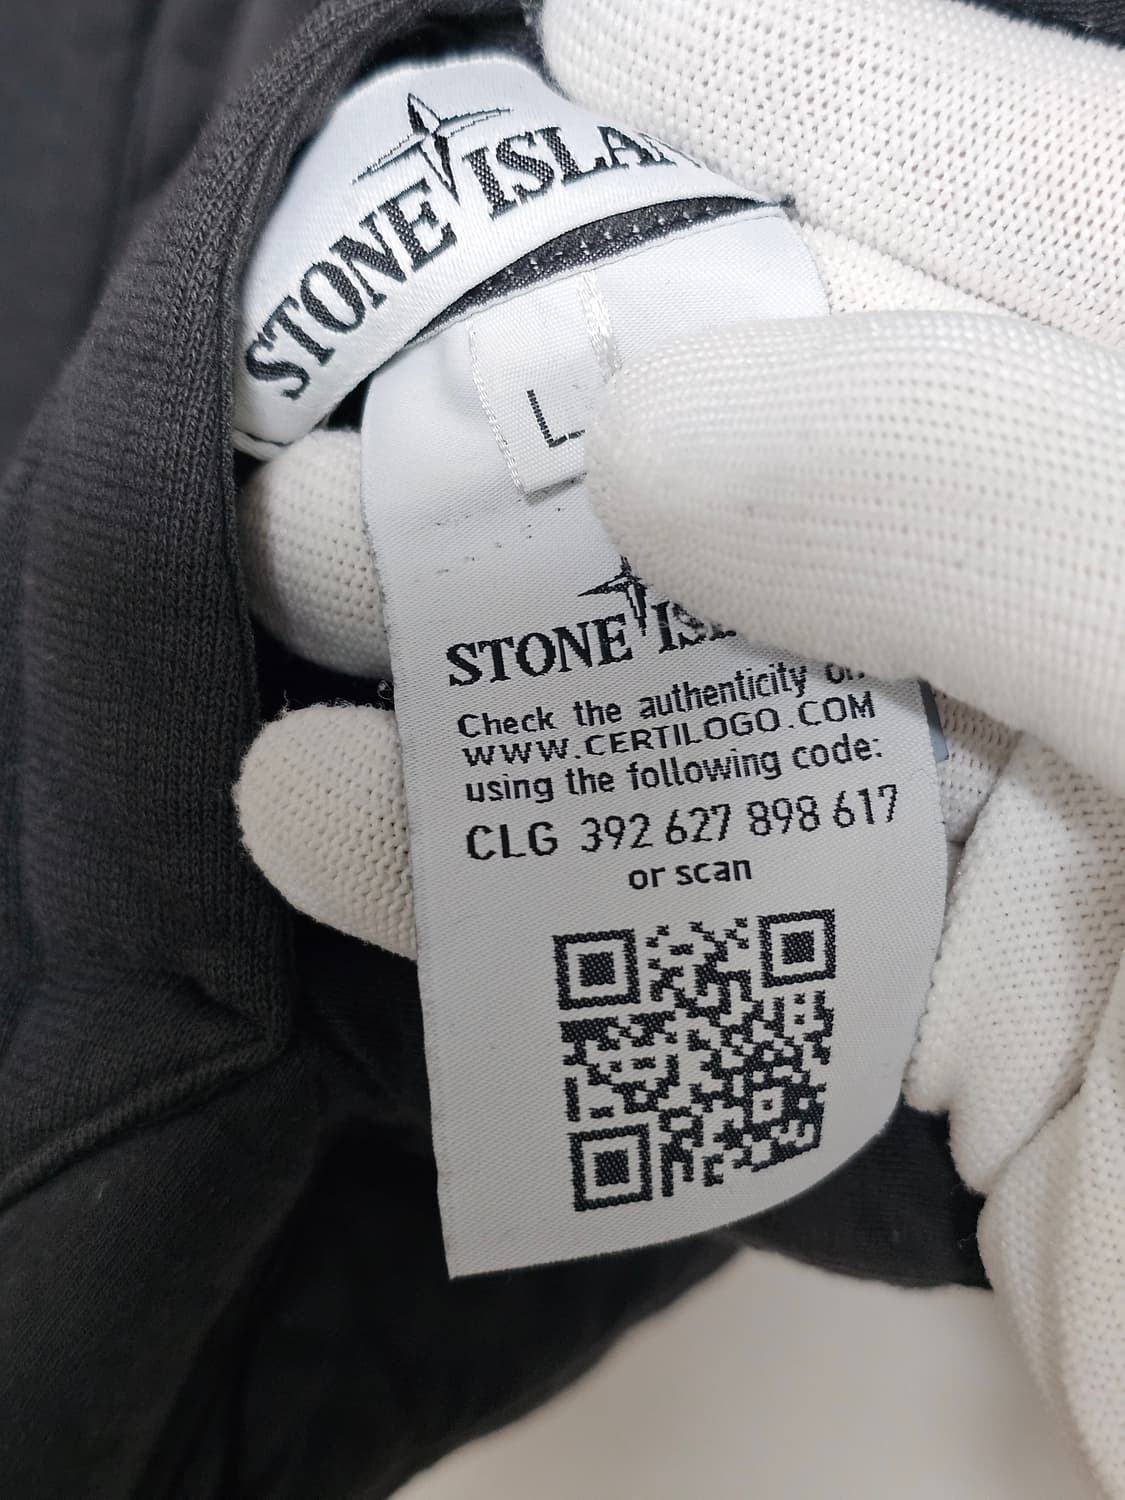 STONE
L
STONE
Check the authenticity
WWW.CERTILOGO.COM
using the following code:
CLG 392 627 898 617
or scan